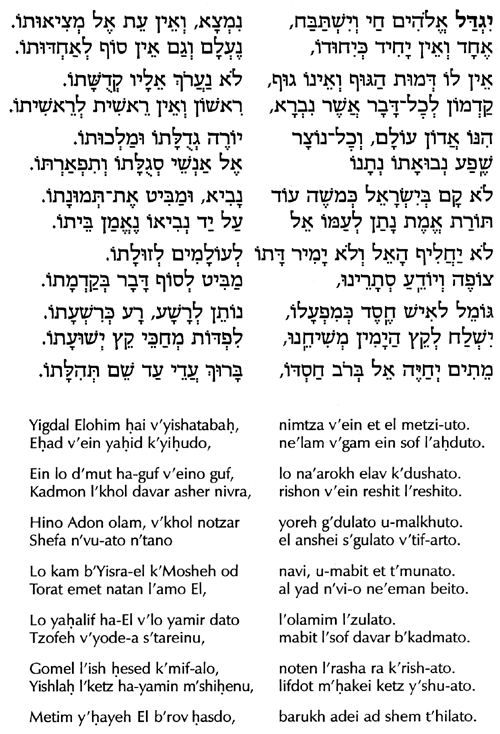 יִגְדַּל אֱלֹהִים חַי וְיִשְׁתַּבַּח, נִמְצָא, וְאֵין עֵת אֶל מְצִיאוּתוֹ.
אֶחָד וְאֵין יָחִיד כְּיִחוּדוֹ, נֶעְלָם וְגַם אֵין סוֹף לְאַחְדּוּתוֹ.
אֵין לוֹ דְּמוּת הַגּוּף וְאֵינוֹ גוּף, לֹא נַעֲרֹךְ אֵלָיו קְדֻשָּׁתוֹ.
קַדְמוֹן לְכָל־דָּבָר אֲשֶׁר נִבְרָא, רִאשׁוֹן וְאֵין רֵאשִׁית לְרֵאשִׁיתוֹ.
הִנּוֹ אֲדוֹן עוֹלָם, וְכָל־נוֹצָר יוֹרֶה גְדֻלָּתוֹ וּמַלְכוּתוֹ.
שֶׁפַע נְבוּאָתוֹ נְתָנוֹ אֶל אַנְשֵׁי סְגֻלָּתוֹ וְתִפְאַרְתּוֹ.
לֹא קָם בְּיִשְׂרָאֵל כְּמֹשֶׁה עוֹד נָבִיא, וּמַבִּיט אֶת־תְּמוּנָתוֹ.
תּוֹרַת אֱמֶת נָתַן לְעַמּוֹ אֵל עַל יַד נְבִיאוֹ נֶאֱמַן בֵּיתוֹ.
לֹא יַחֲלִיף הָאֵל וְלֹא יָמִיר דָּתוֹ לְעוֹלָמִים לְזוּלָתוֹ.
צוֹפֶה וְיוֹדֵעַ סְתָרֵינוּ, מַבִּיט לְסוֹף דָּבָר בְּקַדְמָתוֹ.
גּוֹמֵל לְאִישׁ חֶסֶד כְּמִפְעָלוֹ, נוֹתֵן לְרָשָׁע, רָע כְּרִשְׁעָתוֹ.
יִשְׁלַח לְקֵץ הַיָּמִין מְשִׁיחֵנוּ, לִפְדּוֹת מְחַכֵּי קֵץ יְשׁוּעָתוֹ.
מֵתִים יְחַיֶּה אֵל בְּרֹב חַסְדּוֹ, בָּרוּךְ עֲדֵי עַד שֵׁם תְּהִלָּתוֹ.
Yigdal Elohim ḥai v'yishatabaḥ, nimtza v'ein et el metzi-uto.
Eḥad v'ein yaḥid k'yiḥudo, ne'lam v'gam ein sof l'aḥduto.
Ein lo d'mut ha-guf v'eino guf, lo na'arokh elav k'dushato.
Kadmon l'khol davar asher nivra, rishon v'ein reshit l'reshito.
Hino Adon olam, v'khol notzar yoreh g'dulato u-malkhuto.
Shefa n'vu-ato n'tano el anshei s'gulato v'tif-arto.
Lo kam b'Yisra-el k'Mosheh od navi, u-mabit et t'munato.
Torat emet natan l'amo El, al yad n'vi-o ne'eman beito.
Lo yaḥalif ha-El v'lo yamir dato l'olamim l'zulato.
Tzofeh v'yode-a s'tareinu, mabit l'sof davar b'kadmato.
Gomel l'ish ḥesed k'mif-alo, noten l'rasha ra k'rish-ato.
Yishlaḥ l'ketz ha-yamin m'shiḥenu, lifdot m'ḥakei ketz y'shu-ato.
Metim y'ḥayeh El b'rov ḥasdo, barukh adei ad shem t'hilato.